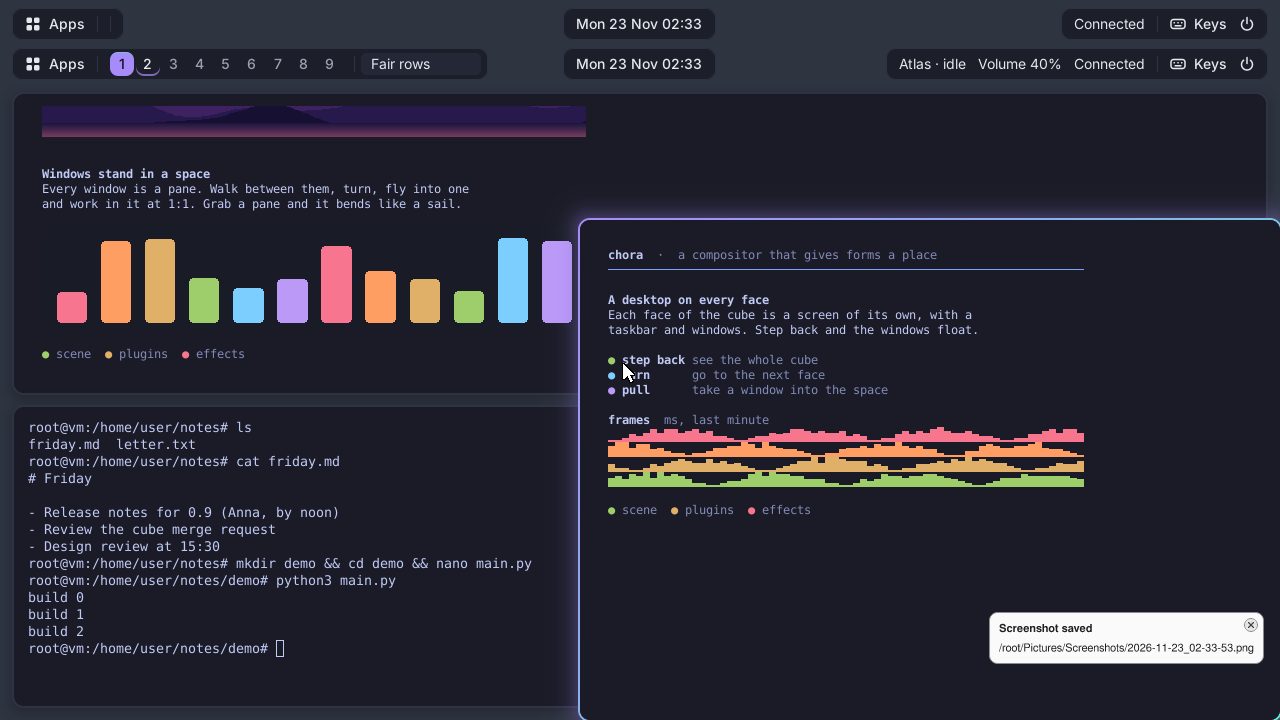 Apps
Mon 23 Nov 02:33
Connected
Keys
Apps
1 2 3 4 5 6 7 8 9
Fair rows
Mon 23 Nov 02:33
Atlas · idle
Volume 40%
Connected
Keys
Windows stand in a space
Every window is a pane. Walk between them, turn, fly into one
and work in it at 1:1. Grab a pane and it bends like a sail.
● scene ● plugins ● effects
root@vm:/home/user/notes# ls
friday.md  letter.txt
root@vm:/home/user/notes# cat friday.md
# Friday
- Release notes for 0.9 (Anna, by noon)
- Review the cube merge request
- Design review at 15:30
root@vm:/home/user/notes# mkdir demo && cd demo && nano main.py
root@vm:/home/user/notes/demo# python3 main.py
build 0
build 1
build 2
root@vm:/home/user/notes/demo#
chora · a compositor that gives forms a place
A desktop on every face
Each face of the cube is a screen of its own, with a
taskbar and windows. Step back and the windows float.
● step back see the whole cube
● go to the next face
● pull take a window into the space
frames ms, last minute
● scene ● plugins ● effects
Screenshot saved
/root/Pictures/Screenshots/2026-11-23_02-33-53.png